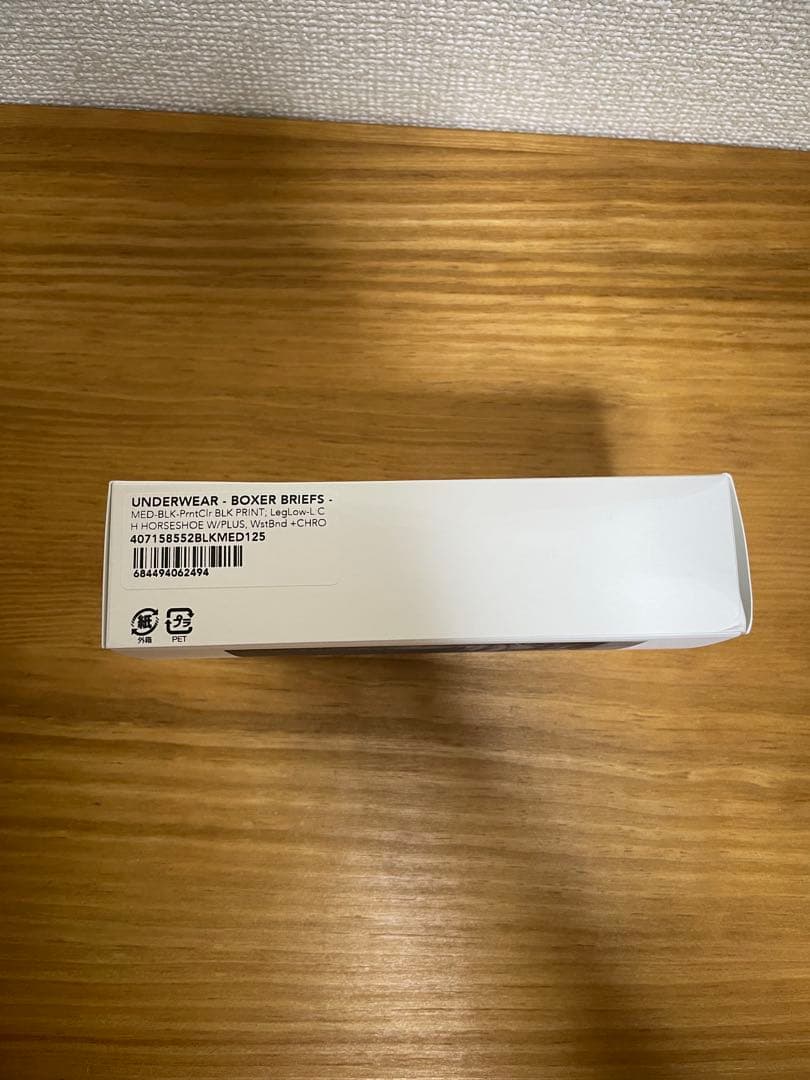 UNDERWEAR - BOXER BRIEFS -
MED-BLK-PrntClr BLK PRINT, LegLow-L C
H HORSESHOE W/PLUS, WstBnd +CHRO
407158552BLKMED125
684494062494
紙
プラ
外箱
PET